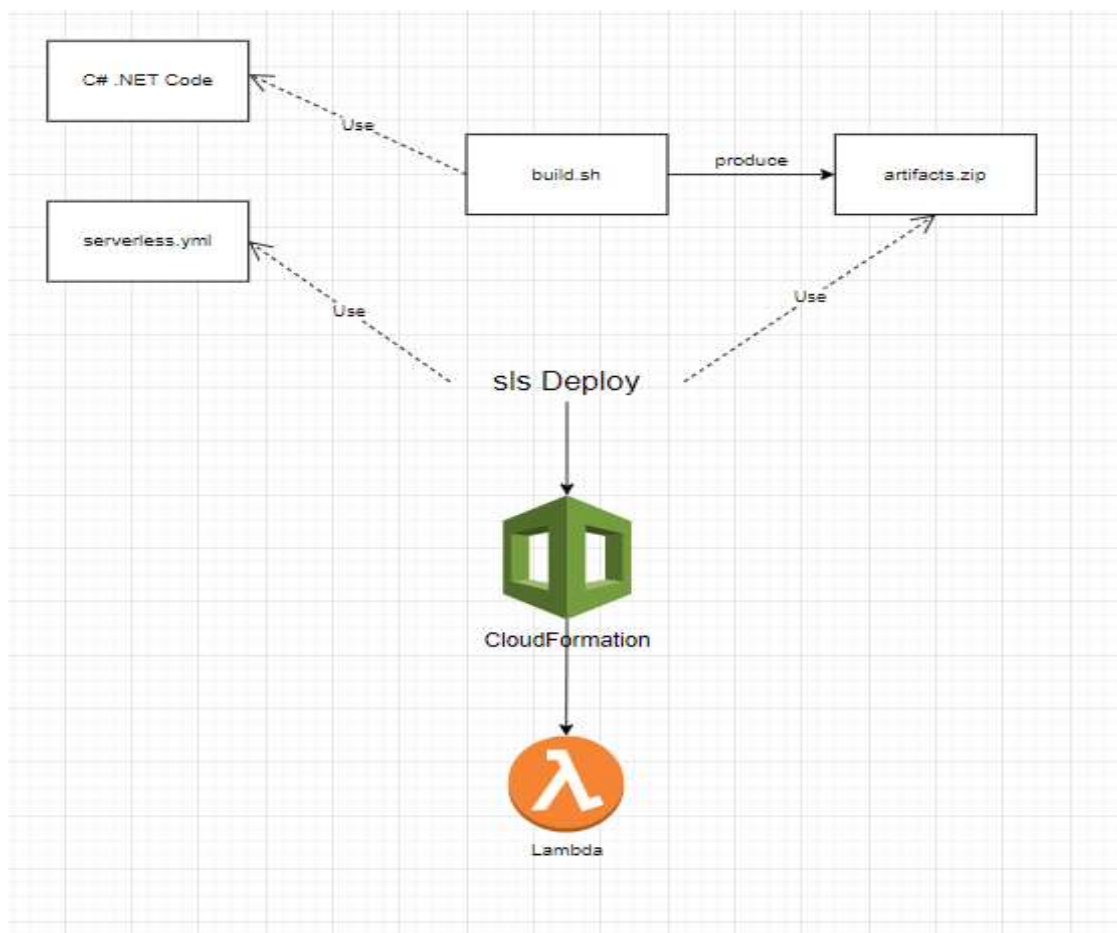 C# .NET Code
Use
build.sh
produce
artifacts.zip
serverless.yml
Use
Use
sls Deploy
CloudFormation
Lambda